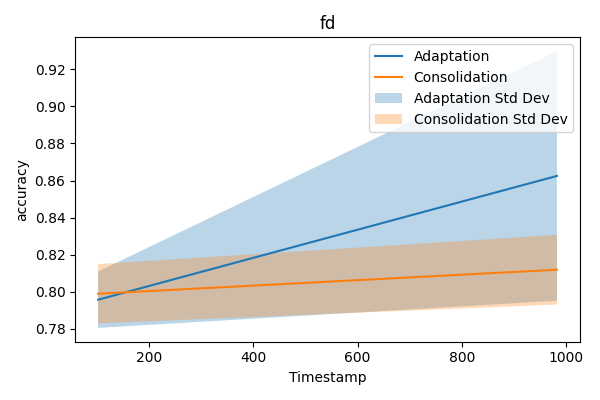 fd
Adaptation
Consolidation
Adaptation Std Dev
Consolidation Std Dev
0.92
0.90
0.88
0.86
0.84
0.82
0.80
0.78
accuracy
200
400
600
800
1000
Timestamp